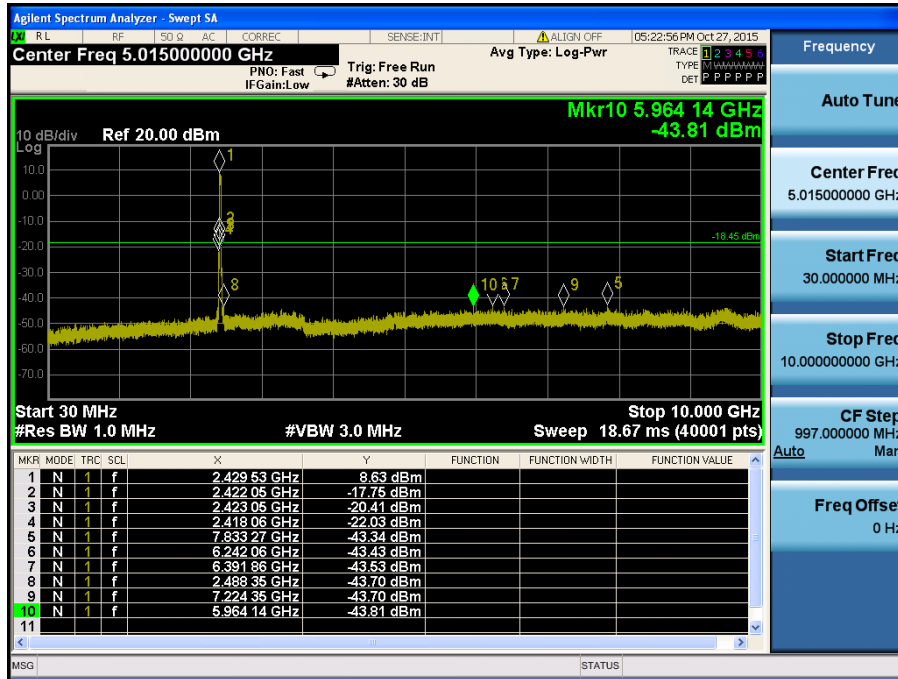 Agilent Spectrum Analyzer - Swept SA
LXI RL RF 50 Ω AC CORREC SENSE:INT ALIGN OFF 05:22:56 PM Oct 27, 2015
Center Freq 5.015000000 GHz
PNO: Fast
IFGain:Low
Trig: Free Run
#Atten: 30 dB
Avg Type: Log-Pwr
TRACE 1 2 3 4 5 6
TYPE M WWWWW
DET P P P P P P
Mkr10 5.964 14 GHz
-43.81 dBm
10 dB/div Ref 20.00 dBm
Log
10.0
0.00
-10.0
-20.0
-30.0
-40.0
-50.0
-60.0
-70.0
1
8
10
7
9
5
-18.45 dBm
Start 30 MHz Stop 10.000 GHz
#Res BW 1.0 MHz #VBW 3.0 MHz Sweep 18.67 ms (40001 pts)
MKR MODE TRC SCL X Y FUNCTION FUNCTION WIDTH FUNCTION VALUE
1 N 1 f 2.429 53 GHz 8.63 dBm
2 N 1 f 2.422 05 GHz -17.75 dBm
3 N 1 f 2.423 05 GHz -20.41 dBm
4 N 1 f 2.418 06 GHz -22.03 dBm
5 N 1 f 7.833 27 GHz -43.34 dBm
6 N 1 f 6.242 06 GHz -43.43 dBm
7 N 1 f 6.391 86 GHz -43.53 dBm
8 N 1 f 2.488 35 GHz -43.70 dBm
9 N 1 f 7.224 35 GHz -43.70 dBm
10 N 1 f 5.964 14 GHz -43.81 dBm
11
MSG STATUS
Frequency
Auto Tune
Center Freq
5.015000000 GHz
Start Freq
30.000000 MHz
Stop Freq
10.000000000 GHz
CF Step
997.000000 MHz
Auto Man
Freq Offset
0 Hz